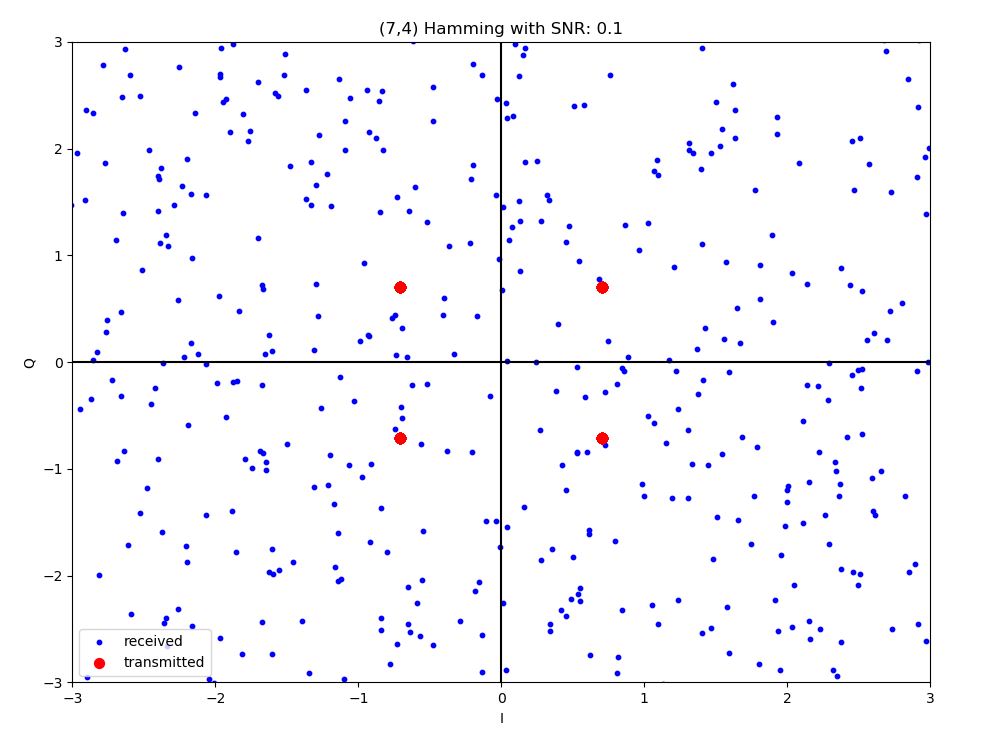 (7,4) Hamming with SNR: 0.1
3
2
1
0
−1
−2
−3
Q
received
transmitted
−3 −2 −1 0 1 2 3
I